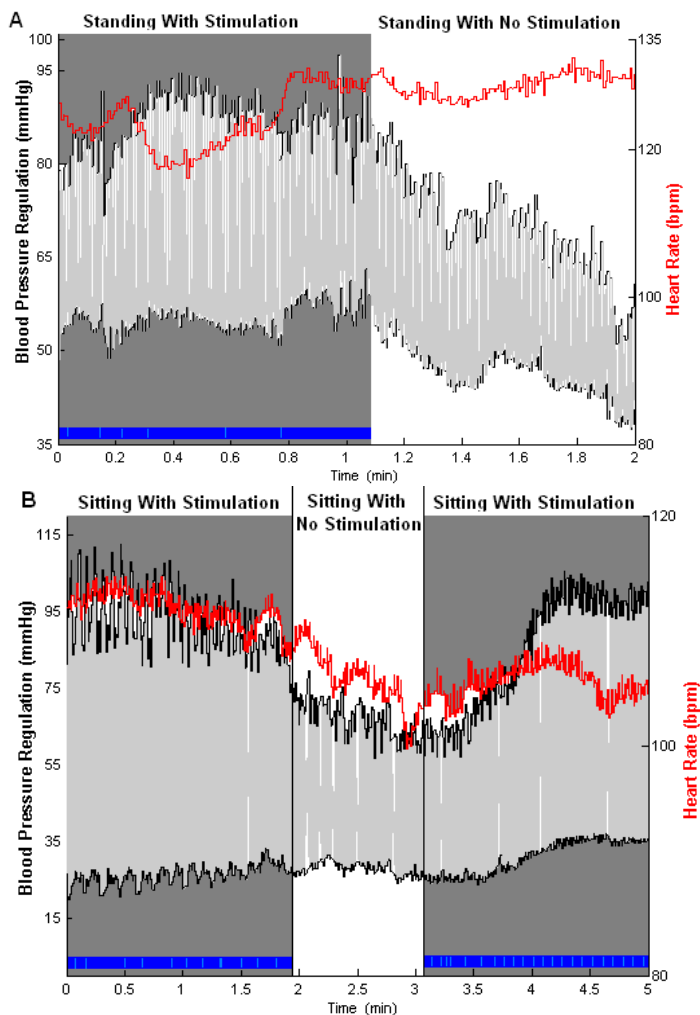 A
Standing With Stimulation
Standing With No Stimulation
100
95
80
65
50
35
Blood Pressure Regulation (mmHg)
135
120
100
80
Heart Rate (bpm)
0
0.2
0.4
0.6
0.8
1
1.2
1.4
1.6
1.8
2
Time (min)
B
Sitting With Stimulation
Sitting With
No Stimulation
Sitting With Stimulation
115
95
75
55
35
15
Blood Pressure Regulation (mmHg)
120
100
80
Heart Rate (bpm)
0
0.5
1
1.5
2
2.5
3
3.5
4
4.5
5
Time (min)